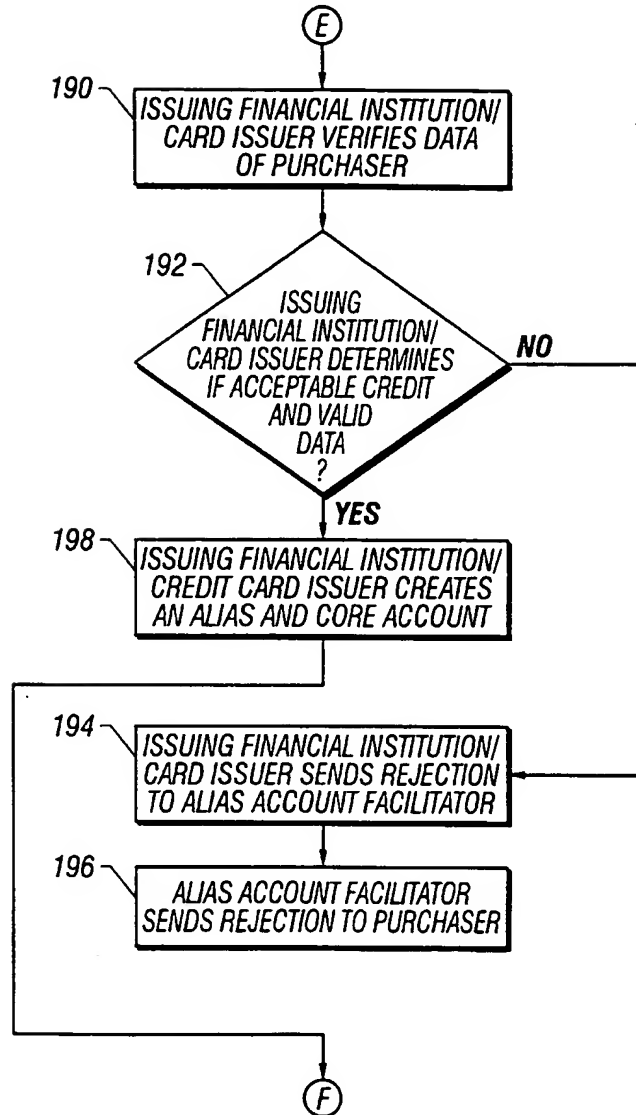 E
190
ISSUING FINANCIAL INSTITUTION/
CARD ISSUER VERIFIES DATA
OF PURCHASER
192
ISSUING
FINANCIAL INSTITUTION/
CARD ISSUER DETERMINES
IF ACCEPTABLE CREDIT
AND VALID
DATA
?
NO
YES
198
ISSUING FINANCIAL INSTITUTION/
CREDIT CARD ISSUER CREATES
AN ALIAS AND CORE ACCOUNT
194
ISSUING FINANCIAL INSTITUTION/
CARD ISSUER SENDS REJECTION
TO ALIAS ACCOUNT FACILITATOR
196
ALIAS ACCOUNT FACILITATOR
SENDS REJECTION TO PURCHASER
F